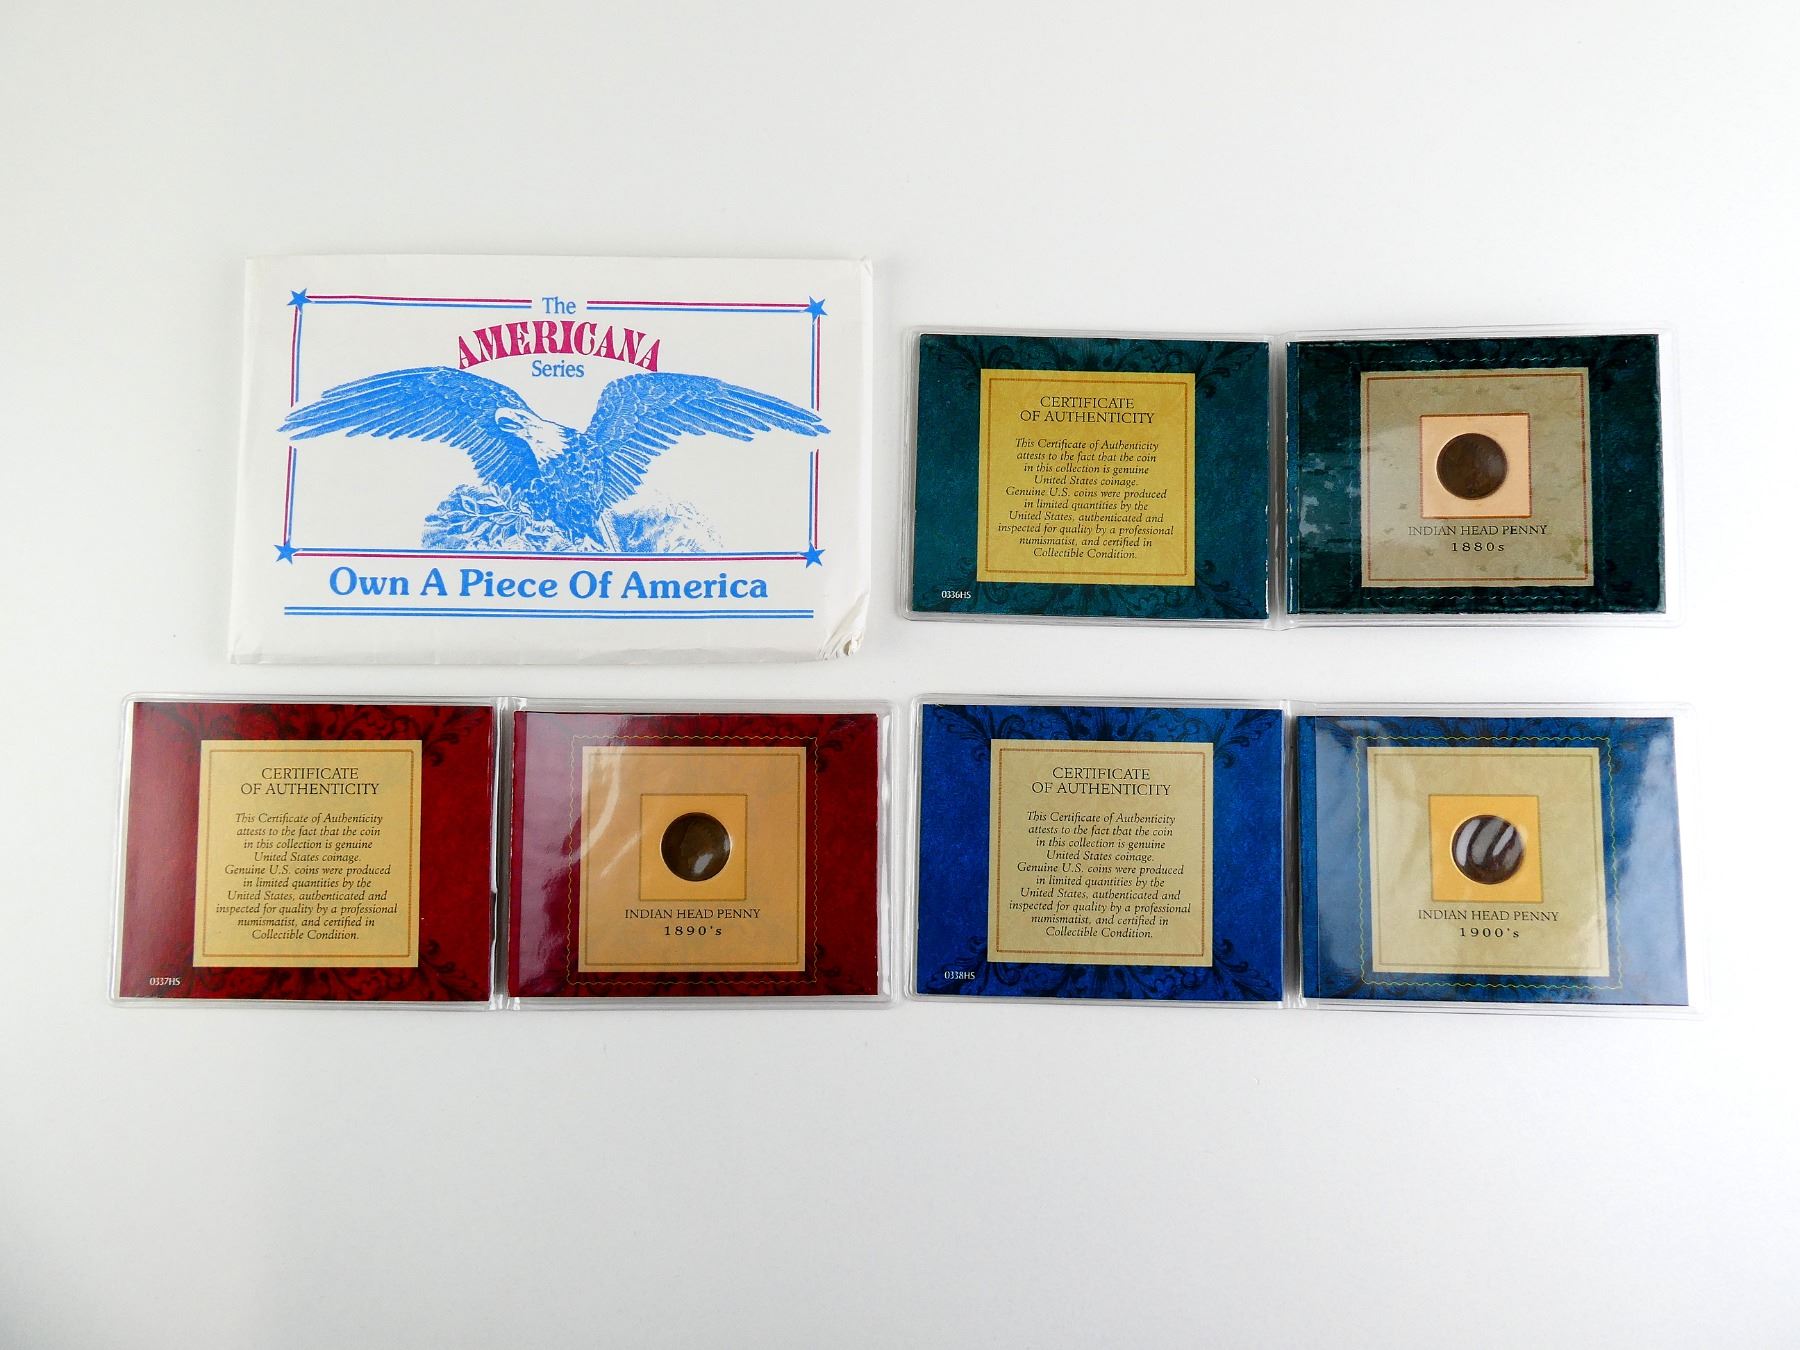 The
AMERICANA
Series
Own A Piece Of America
CERTIFICATE
OF AUTHENTICITY
This Certificate of Authenticity
attests to the fact that the coin
in this collection is genuine
United States coinage.
Genuine U.S. coins were produced
in limited quantities by the
United States, authenticated and
inspected for quality by a professional
numismatist, and certified in
Collectible Condition.
0336HS
INDIAN HEAD PENNY
1880s
CERTIFICATE
OF AUTHENTICITY
This Certificate of Authenticity
attests to the fact that the coin
in this collection is genuine
United States coinage.
Genuine U.S. coins were produced
in limited quantities by the
United States, authenticated and
inspected for quality by a professional
numismatist, and certified in
Collectible Condition.
0337HS
INDIAN HEAD PENNY
1890's
CERTIFICATE
OF AUTHENTICITY
This Certificate of Authenticity
attests to the fact that the coin
in this collection is genuine
United States coinage.
Genuine U.S. coins were produced
in limited quantities by the
United States, authenticated and
inspected for quality by a professional
numismatist, and certified in
Collectible Condition.
0338HS
INDIAN HEAD PENNY
1900's